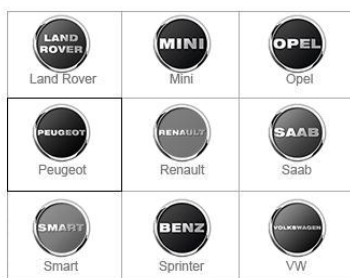 LAND
ROVER
MINI
OPEL
Land Rover
Mini
Opel
PEUGEOT
RENAULT
SAAB
Peugeot
Renault
Saab
SMART
BENZ
VOLKSWAGEN
Smart
Sprinter
VW